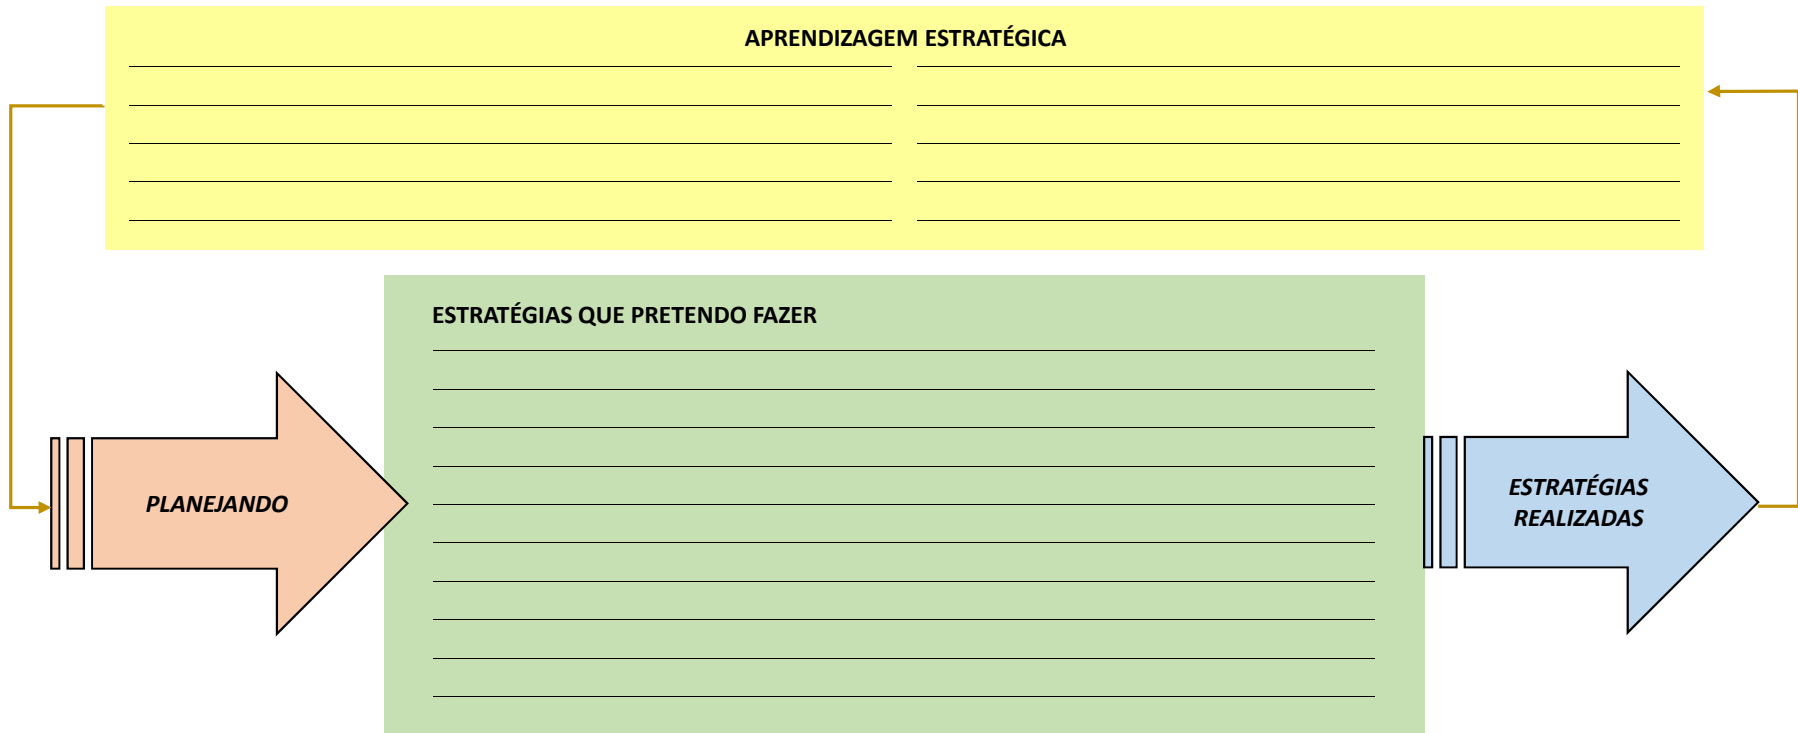 APRENDIZAGEM ESTRATÉGICA
ESTRATÉGIAS QUE PRETENDO FAZER
PLANEJANDO
ESTRATÉGIAS
REALIZADAS